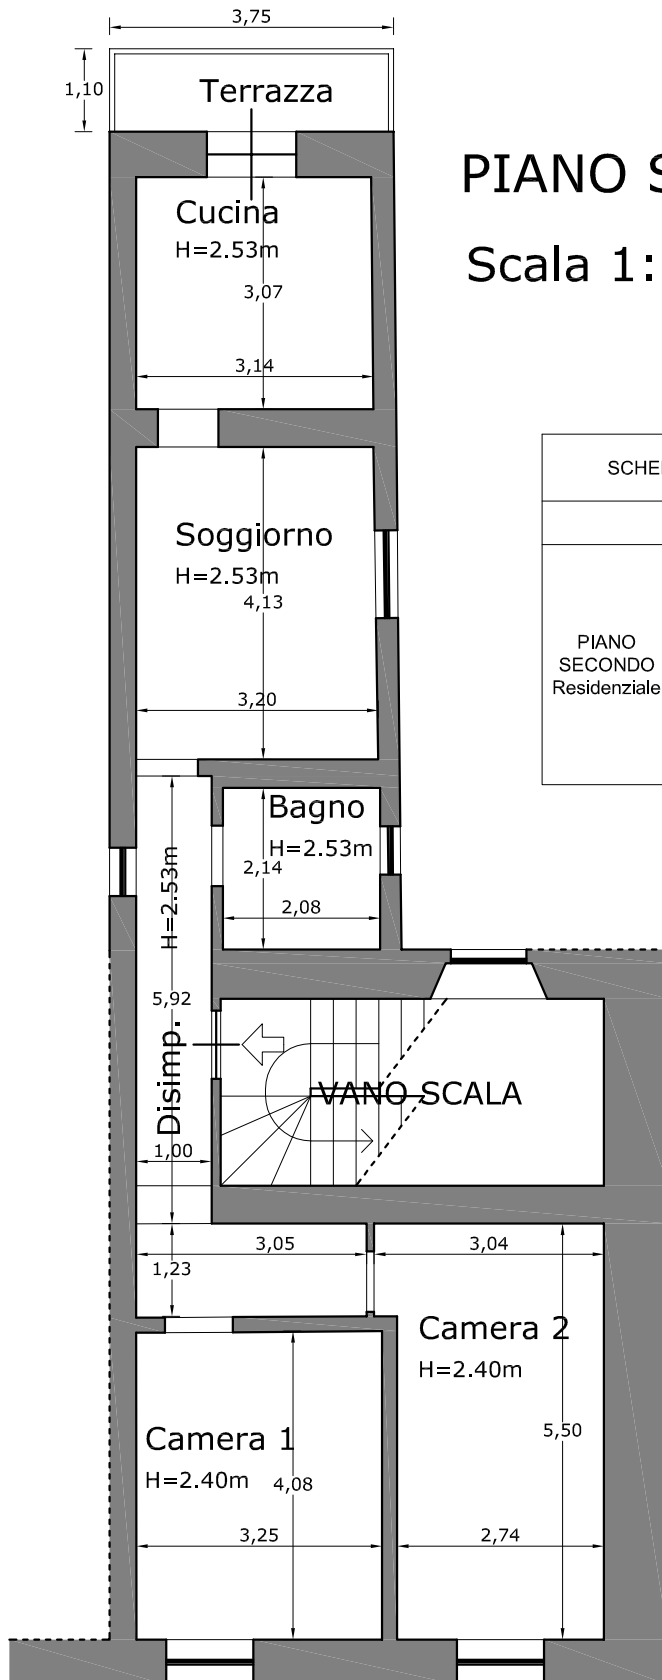 3,75
1,10
Terrazza
PIANO S
Scala 1:
Cucina
H=2.53m
3,07
3,14
SCHE
Soggiorno
H=2.53m
4,13
PIANO
SECONDO
Residenziale
3,20
Bagno
H=2.53m
2,14
2,08
H=2.53m
5,92
Disimp.
1,00
VANO SCALA
3,05
3,04
1,23
Camera 2
H=2.40m
5,50
Camera 1
H=2.40m
4,08
3,25
2,74